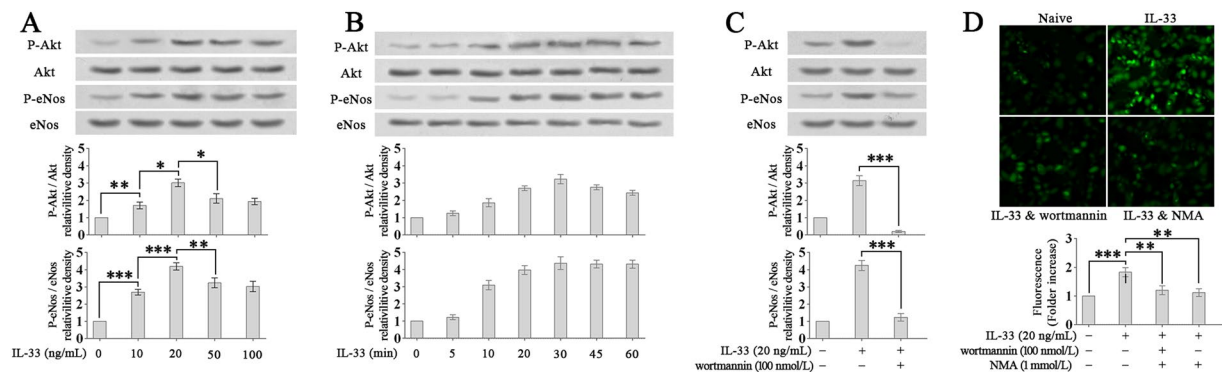 A
P-Akt
Akt
P-eNos
eNos
P-Akt / Akt
relativilitive density
5
4
3
2
1
0
** * *
P-eNos / eNos
relativilitive density
5
4
3
2
1
0
*** *** **
IL-33 (ng/mL) 0 10 20 50 100
B
P-Akt
Akt
P-eNos
eNos
P-Akt / Akt
relativilitive density
5
4
3
2
1
0
P-eNos / eNos
relativilitive density
5
4
3
2
1
0
IL-33 (min) 0 5 10 20 30 45 60
C
P-Akt
Akt
P-eNos
eNos
P-Akt / Akt
relativilitive density
5
4
3
2
1
0
***
P-eNos / eNos
relativilitive density
5
4
3
2
1
0
***
IL-33 (20 ng/mL) − + +
wortmannin (100 nmol/L) − − +
D
Naive IL-33
IL-33 & wortmannin IL-33 & NMA
Fluorescence
(Folder increase)
3
2
1
0
*** ** **
IL-33 (20 ng/mL) − + + +
wortmannin (100 nmol/L) − − + −
NMA (1 mmol/L) − − + +